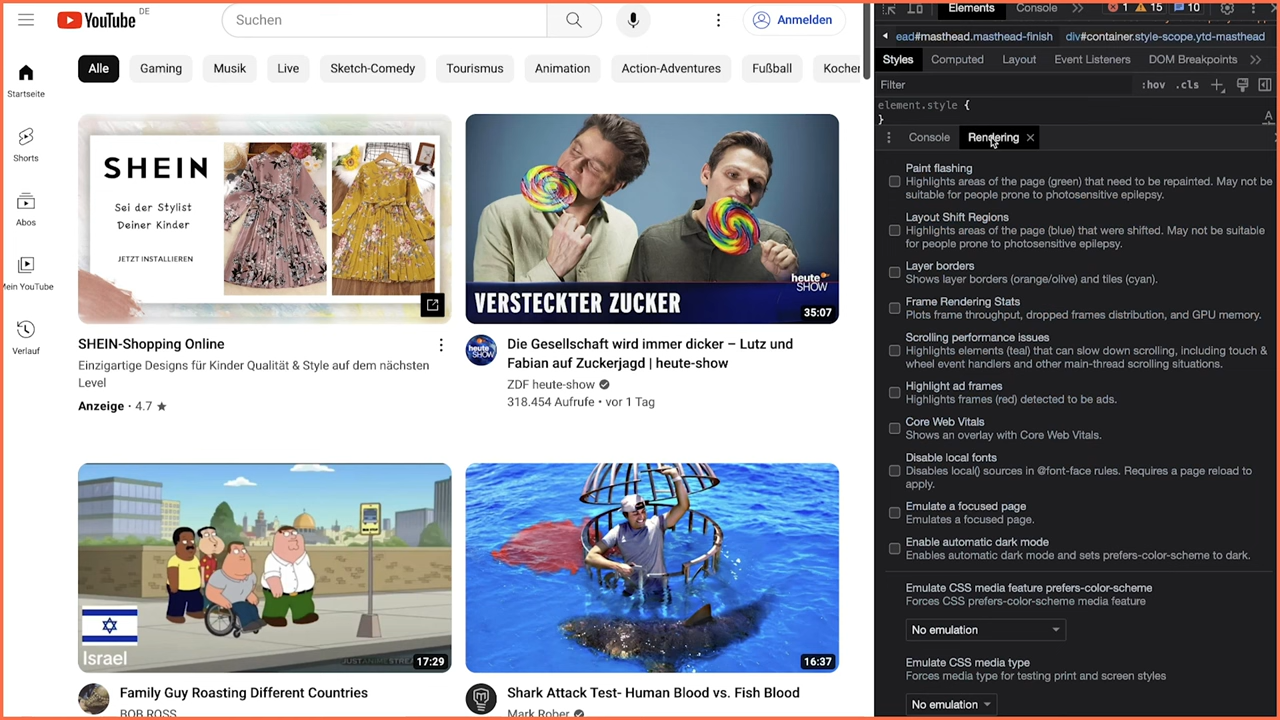 YouTube DE
Suchen
Anmelden
Alle
Gaming
Musik
Live
Sketch-Comedy
Tourismus
Animation
Action-Adventures
Fußball
Kocher
Startseite
Shorts
Abos
Mein YouTube
Verlauf
SHEIN
Sei der Stylist
Deiner Kinder
JETZT INSTALLIEREN
SHEIN-Shopping Online
Einzigartige Designs für Kinder Qualität & Style auf dem nächsten
Level
Anzeige · 4.7 ★
VERSTECKTER ZUCKER
heute
SHOW
35:07
heute
SHOW
Die Gesellschaft wird immer dicker – Lutz und
Fabian auf Zuckerjagd | heute-show
ZDF heute-show
318.454 Aufrufe • vor 1 Tag
BUS STOP
Israel
17:29
Family Guy Roasting Different Countries
BOB ROSS
16:37
Shark Attack Test- Human Blood vs. Fish Blood
Mark Rober
Elements
Console
1
15
10
ead#masthead.masthead-finish
div#container.style-scope.ytd-masthead
Styles
Computed
Layout
Event Listeners
DOM Breakpoints
Filter
:hov
.cls
element.style {
}
Console
Rendering
Paint flashing
Highlights areas of the page (green) that need to be repainted. May not be
suitable for people prone to photosensitive epilepsy.
Layout Shift Regions
Highlights areas of the page (blue) that were shifted. May not be suitable
for people prone to photosensitive epilepsy.
Layer borders
Shows layer borders (orange/olive) and tiles (cyan).
Frame Rendering Stats
Plots frame throughput, dropped frames distribution, and GPU memory.
Scrolling performance issues
Highlights elements (teal) that can slow down scrolling, including touch &
wheel event handlers and other main-thread scrolling situations.
Highlight ad frames
Highlights frames (red) detected to be ads.
Core Web Vitals
Shows an overlay with Core Web Vitals.
Disable local fonts
Disables local() sources in @font-face rules. Requires a page reload to
apply.
Emulate a focused page
Emulates a focused page.
Enable automatic dark mode
Enables automatic dark mode and sets prefers-color-scheme to dark.
Emulate CSS media feature prefers-color-scheme
Forces CSS prefers-color-scheme media feature
No emulation
Emulate CSS media type
Forces media type for testing print and screen styles
No emulation